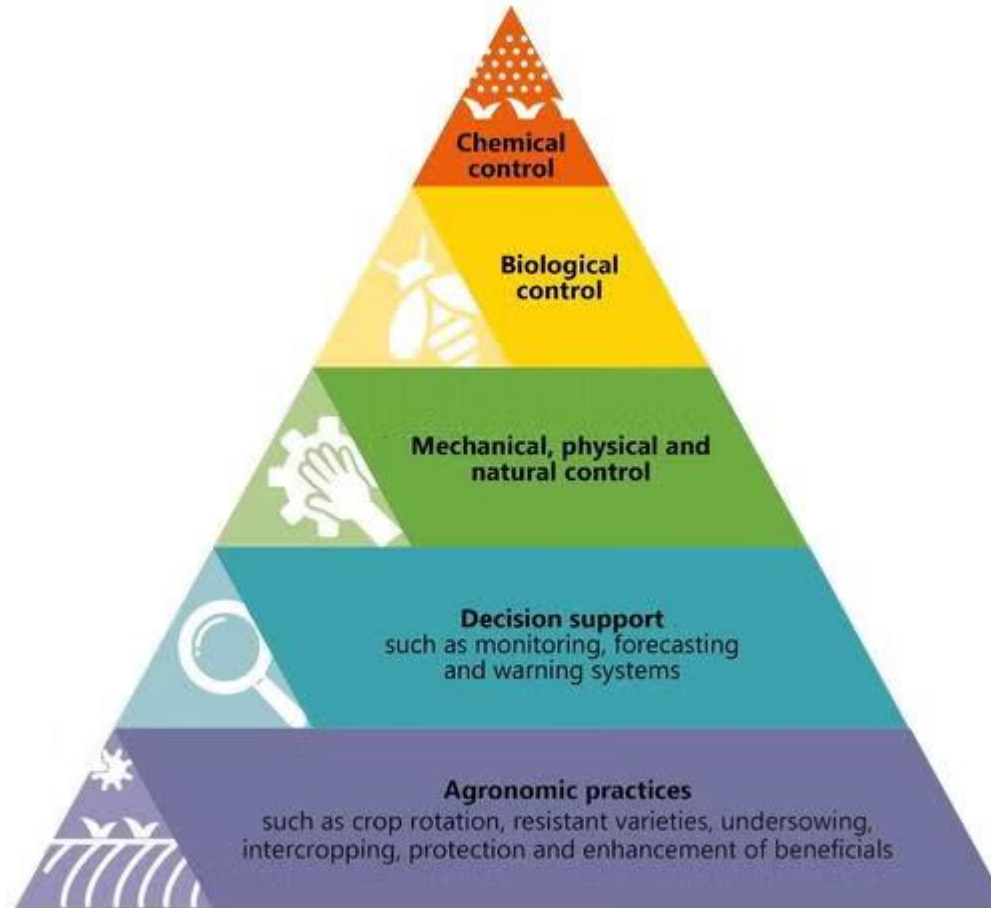 Chemical
control
Biological
control
Mechanical, physical and
natural control
Decision support
such as monitoring, forecasting
and warning systems
Agronomic practices
such as crop rotation, resistant varieties, undersowing,
intercropping, protection and enhancement of beneficials